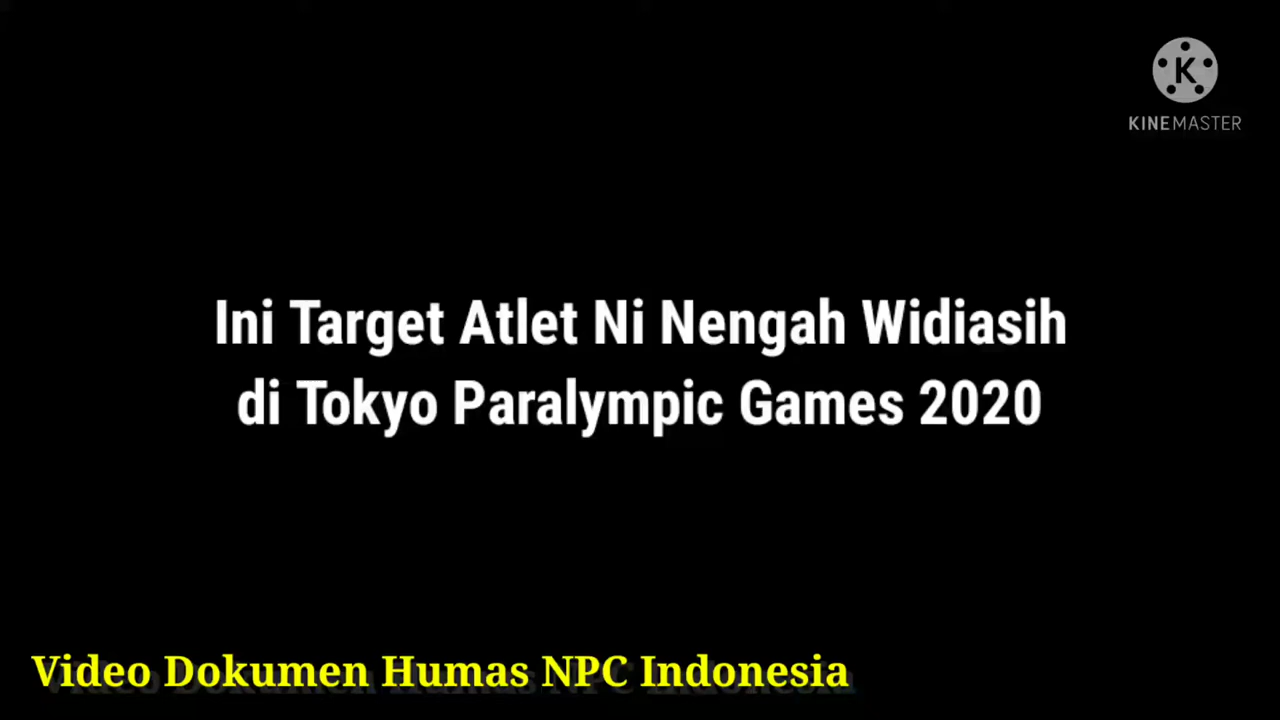 KINEMASTER
Ini Target Atlet Ni Nengah Widiasih
di Tokyo Paralympic Games 2020
Video Dokumen Humas NPC Indonesia